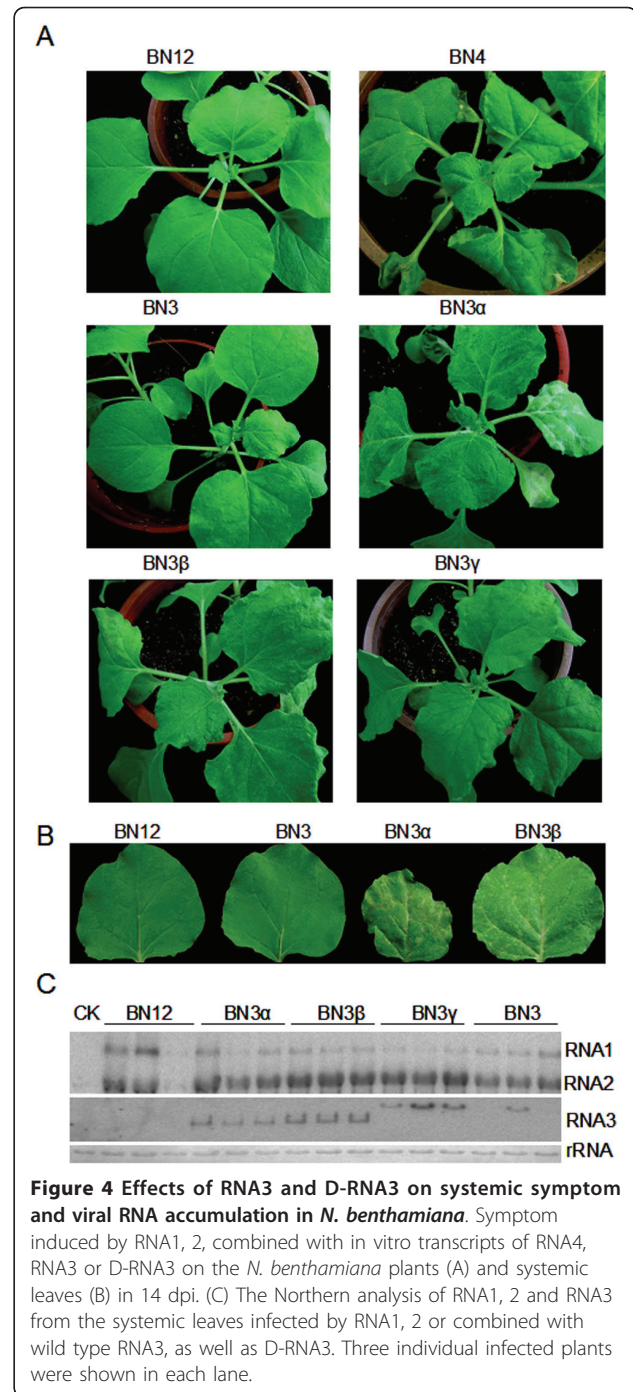 A
BN12 BN4
BN3 BN3α
BN3β BN3γ
B
BN12 BN3 BN3α BN3β
C
CK BN12 BN3α BN3β BN3γ BN3
RNA1
RNA2
RNA3
rRNA
Figure 4 Effects of RNA3 and D-RNA3 on systemic symptom
and viral RNA accumulation in N. benthamiana. Symptom
induced by RNA1, 2, combined with in vitro transcripts of RNA4,
RNA3 or D-RNA3 on the N. benthamiana plants (A) and systemic
leaves (B) in 14 dpi. (C) The Northern analysis of RNA1, 2 and RNA3
from the systemic leaves infected by RNA1, 2 or combined with
wild type RNA3, as well as D-RNA3. Three individual infected plants
were shown in each lane.